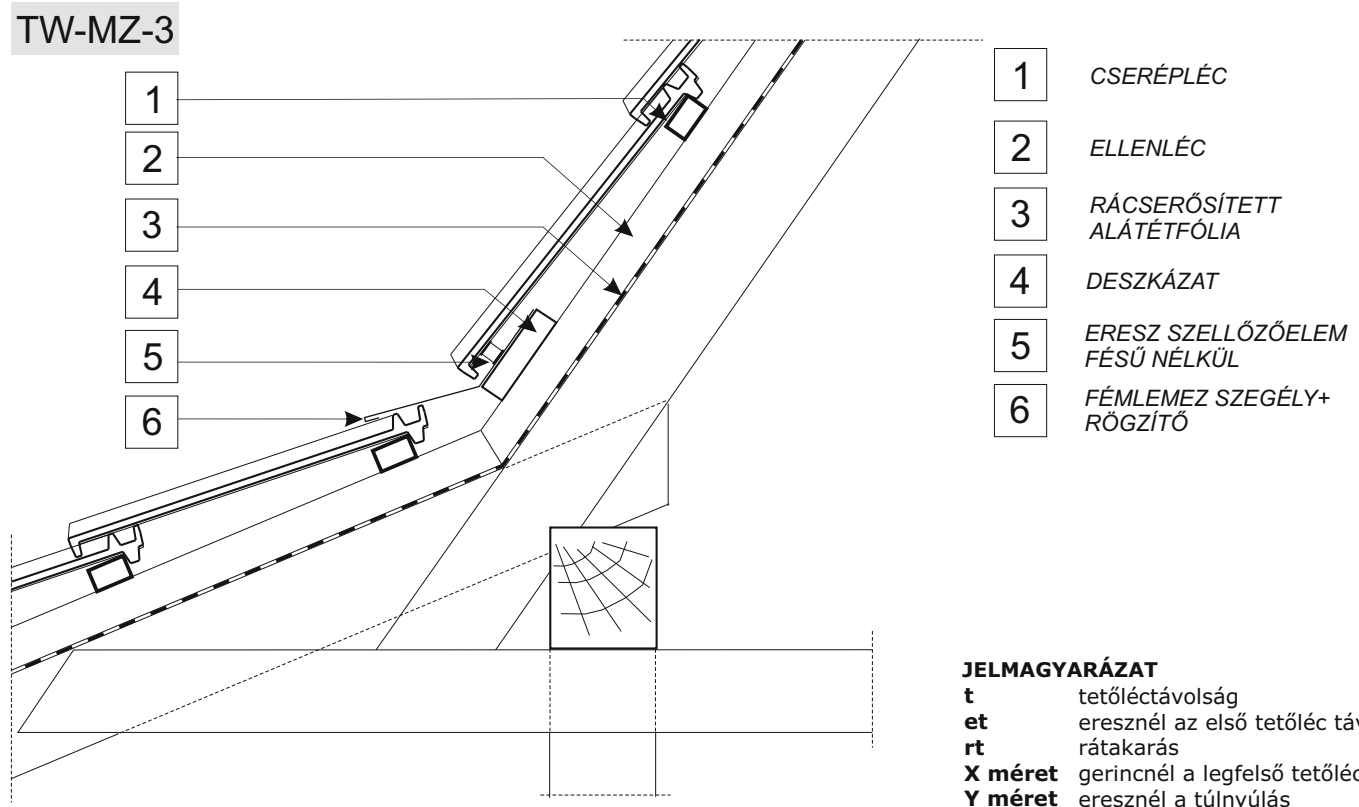 TW-MZ-3
1
2
3
4
5
6
1 CSERÉPLÉC
2 ELLENLÉC
3 RÁCSERŐSÍTETT
ALÁTÉTFÓLIA
4 DESZKÁZAT
5 ERESZ SZELLŐZŐELEM
FÉSŰ NÉLKÜL
6 FÉMLEMEZ SZEGÉLY+
RÖGZÍTŐ
JELMAGYARÁZAT
t tetőléctávolság
et eresznél az első tetőléc
rt rátakarás
X méret gerincnél a legfelső tetőléc
Y méret eresznél a túlnyúlás